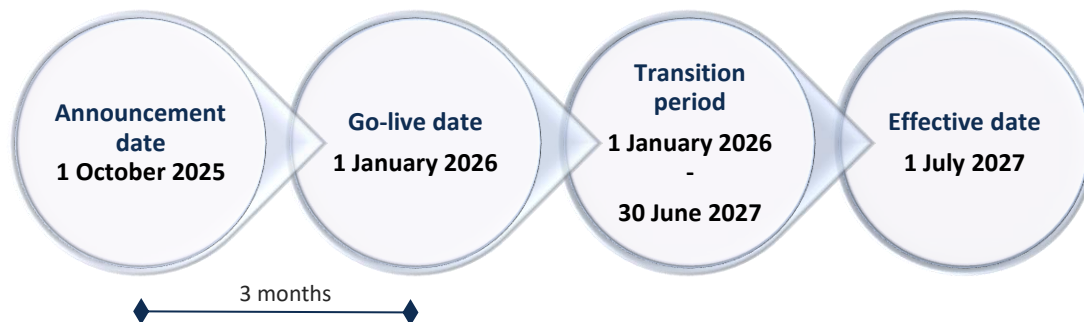 Announcement
date
1 October 2025
Go-live date
1 January 2026
Transition
period
1 January 2026
-
30 June 2027
Effective date
1 July 2027
3 months